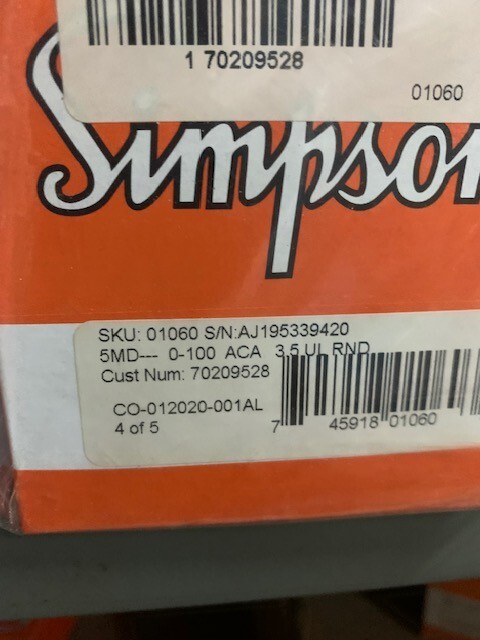 1 70209528
01060
Simpso
SKU: 01060 S/N:AJ195339420
5MD--- 0-100 ACA 3.5 UL RND
Cust Num: 70209528
CO-012020-001AL
4 of 5
7 45918 01060